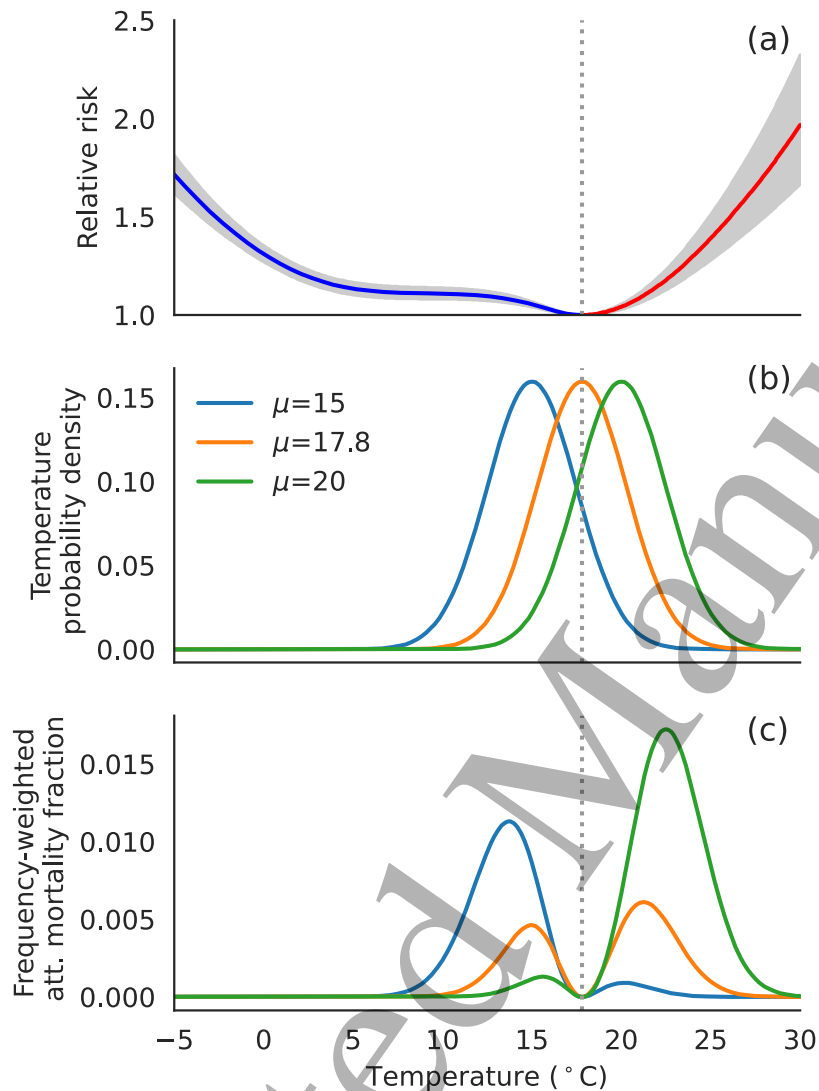 (a)
Relative risk
2.5
2.0
1.5
1.0
(b)
Temperature
probability density
0.15
0.10
0.05
0.00
μ=15
μ=17.8
μ=20
(c)
Frequency-weighted
att. mortality fraction
0.015
0.010
0.005
0.000
−5 0 5 10 15 20 25 30
Temperature (°C)